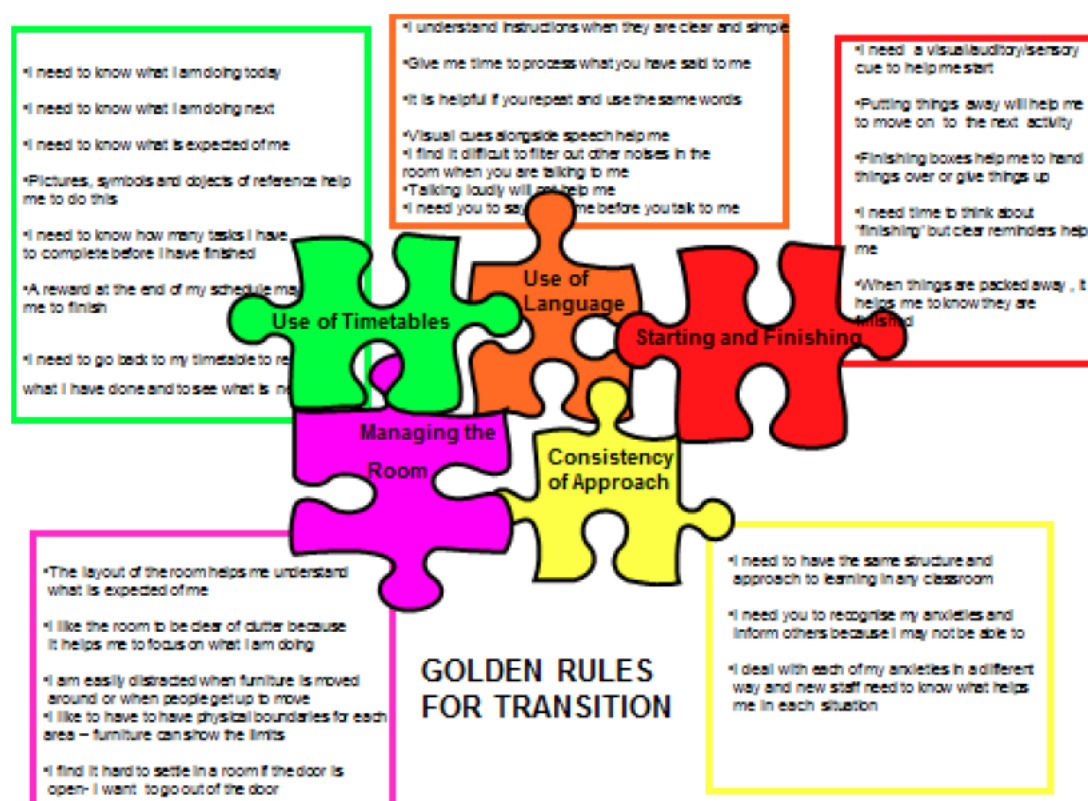 •I need to know what I am doing today
•I need to know what I am doing next
•I need to know what is expected of me
•Pictures, symbols and objects of reference help
me to do this
•I need to know how many tasks I have
to complete before I have finished
•A reward at the end of my schedule may
me to finish
•I need to go back to my timetable to
what I have done and to see what is
•I understand instructions when they are clear and simple
•Give me time to process what you have said to me
•It is helpful if you repeat and use the same words
•Visual cues alongside speech help me
•I find it difficult to filter out other noises in the
room when you are talking to me
•Talking loudly will not help me
•I need you to say me before you talk to me
•I need a visual/auditory/sensory
cue to help me start
•Putting things away will help me
to move on to the next activity
•Finishing boxes help me to hand
things over or give things up
•I need time to think about
"finishing" but clear reminders help
me
•When things are packed away , it
helps me to know they are
finished
Use of Timetables
Use of
Language
Starting and Finishing
Managing the
Room
Consistency
of Approach
•The layout of the room helps me understand
what is expected of me
•I like the room to be clear of clutter because
it helps me to focus on what I am doing
•I am easily distracted when furniture is moved
around or when people get up to move
•I like to have to have physical boundaries for each
area – furniture can show the limits
•I find it hard to settle in a room if the door is
open- I want to go out of the door
GOLDEN RULES
FOR TRANSITION
•I need to have the same structure and
approach to learning in any classroom
•I need you to recognise my anxieties and
inform others because I may not be able to
•I deal with each of my anxieties in a different
way and new staff need to know what helps
me in each situation